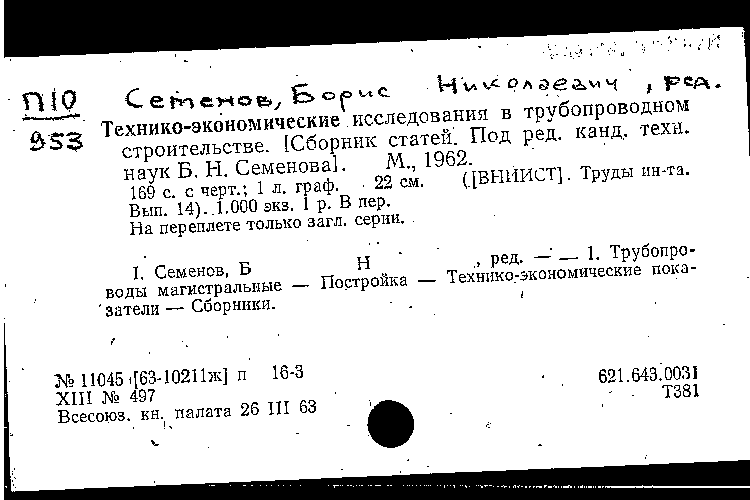 П10 Семенов, Борис Николаевич, ред.
953 Технико-экономические исследования в трубопроводном
строительстве. [Сборник статей. Под ред. канд. техн.
наук Б. Н. Семенова]. М., 1962.
169 с. с черт.; 1 л. граф. 22 см. ([ВНИИСТ]. Труды ин-та.
Вып. 14). 1.000 экз. 1 р. В пер.
На переплете только загл. серии.
I. Семенов, Б Н , ред. — — 1. Трубопро-
воды магистральные — Постройка — Технико-экономические пока-
затели — Сборники.
№ 11045 [63-10211ж] п 16-3 621.643.0031
XIII № 497 Т381
Всесоюз. кн. палата 26 III 63